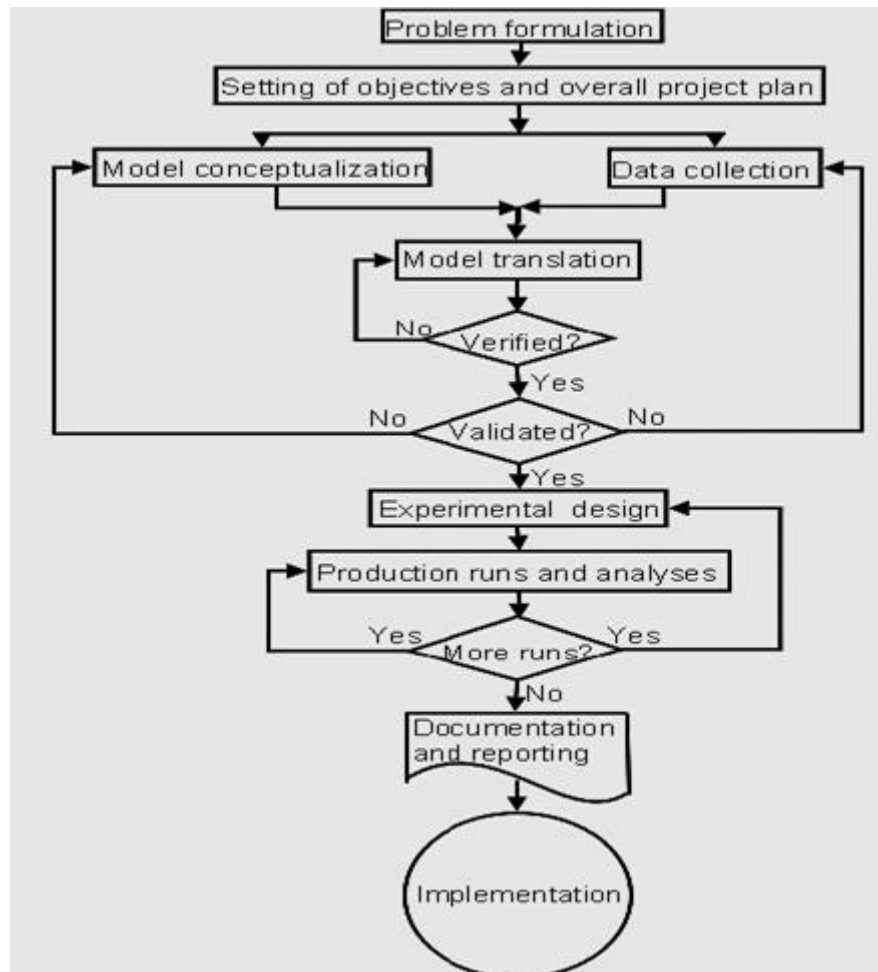 Problem formulation
Setting of objectives and overall project plan
Model conceptualization
Data collection
Model translation
No
Verified?
Yes
No
No
Validated?
Yes
Experimental design
Production runs and analyses
Yes
Yes
More runs?
No
Documentation
and reporting
Implementation